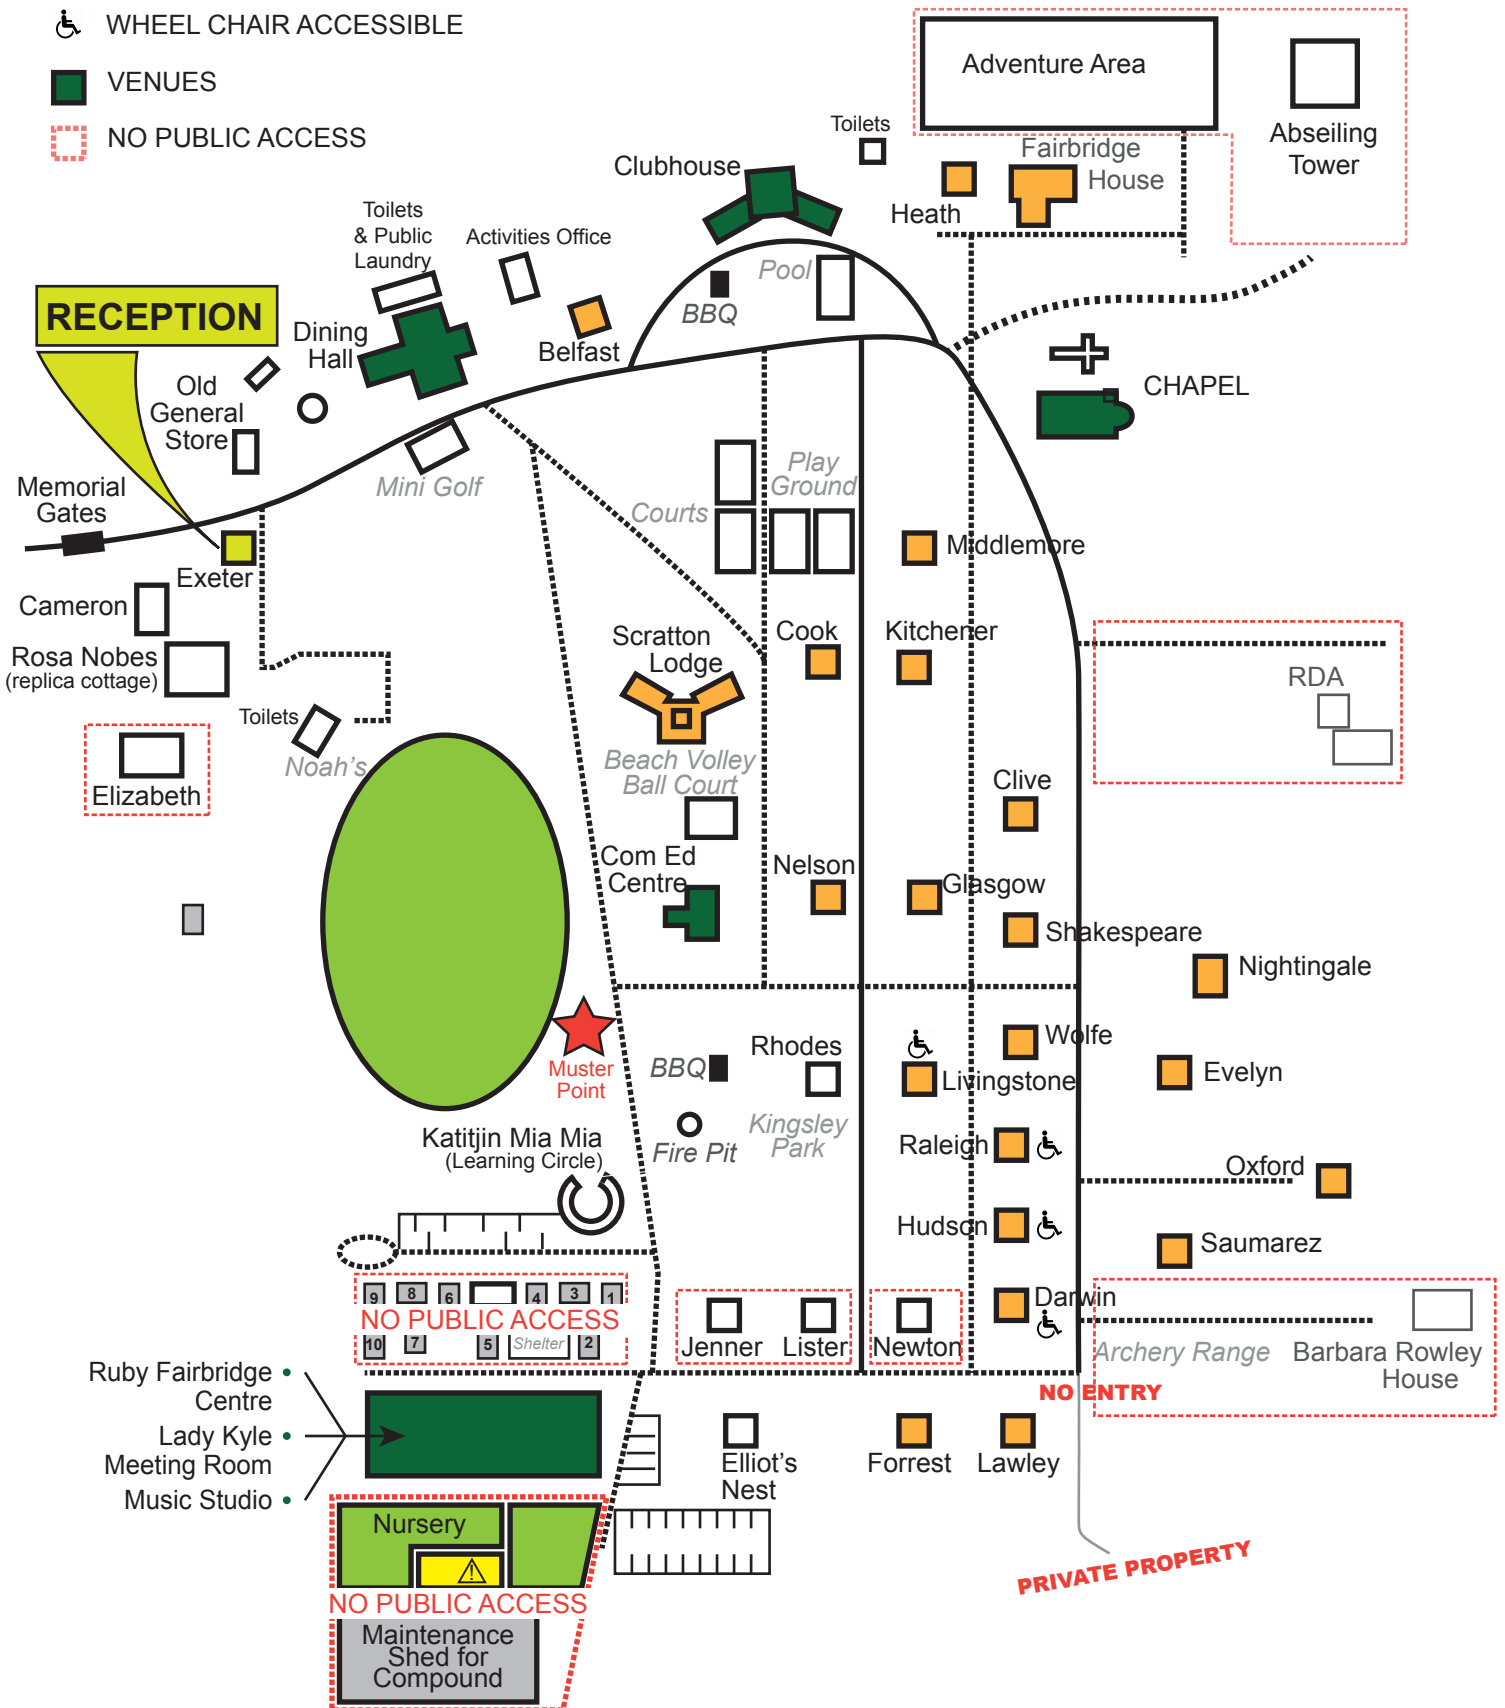 WHEEL CHAIR ACCESSIBLE
VENUES
NO PUBLIC ACCESS
Adventure Area
Abseiling
Tower
Toilets
Fairbridge
House
Clubhouse
Heath
Toilets
& Public
Laundry
Activities Office
Pool
BBQ
RECEPTION
Dining
Hall
Belfast
Old
General
Store
CHAPEL
Mini Golf
Play
Ground
Courts
Memorial
Gates
Exeter
Middlemore
Cameron
Scratton
Lodge
Cook
Kitchener
Rosa Nobes
(replica cottage)
RDA
Toilets
Noah's
Elizabeth
Beach Volley
Ball Court
Clive
Com Ed
Centre
Nelson
Glasgow
Shakespeare
Nightingale
Muster
Point
BBQ
Rhodes
Wolfe
Livingstone
Evelyn
Fire Pit
Kingsley
Park
Raleigh
Katitjin Mia Mia
(Learning Circle)
Oxford
Hudson
Saumarez
9
8
6
4
3
1
NO PUBLIC ACCESS
10
7
5
Shelter
2
Jenner
Lister
Newton
Darwin
Archery Range
Barbara Rowley
House
NO ENTRY
Ruby Fairbridge
Centre
Lady Kyle
Meeting Room
Music Studio
Elliot's
Nest
Forrest
Lawley
Nursery
NO PUBLIC ACCESS
Maintenance
Shed for
Compound
PRIVATE PROPERTY